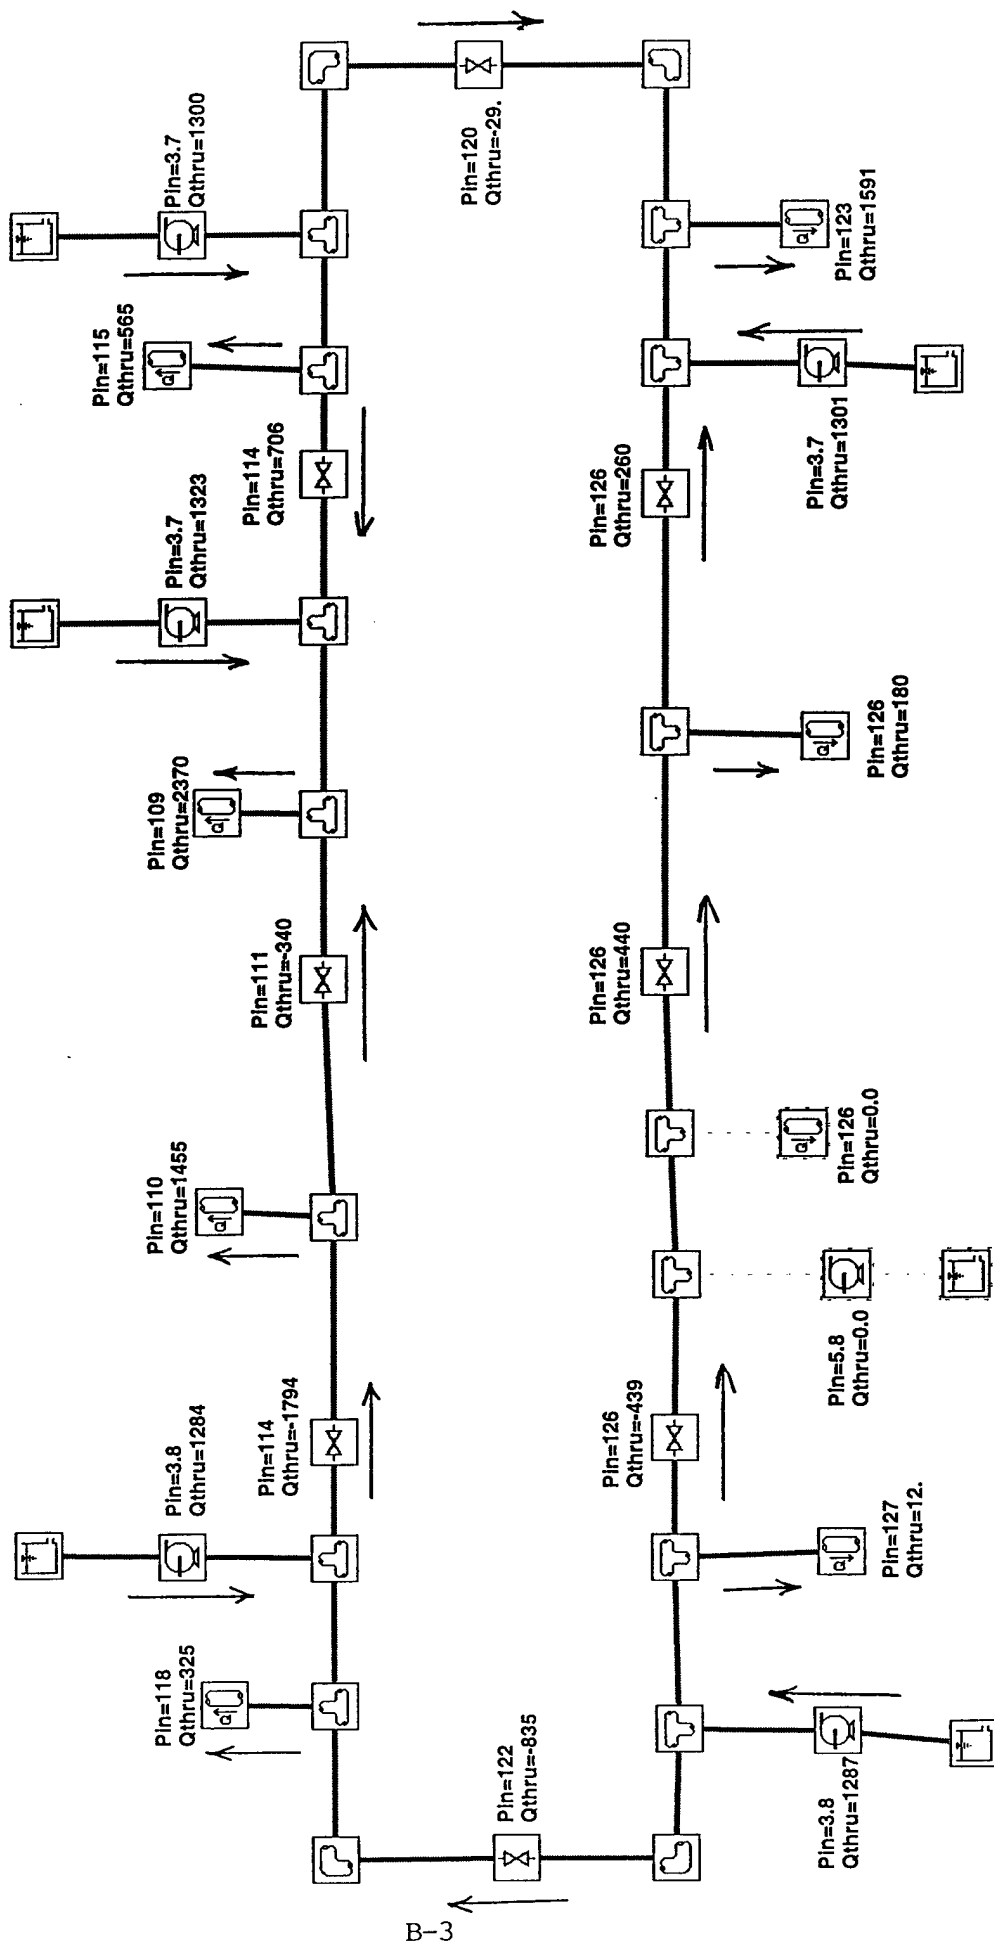 Pin=3.7
Qthru=1300
Pin=115
Qthru=565
Pin=114
Qthru=706
Pin=3.7
Qthru=1323
Pin=109
Qthru=2370
Pin=111
Qthru=-340
Pin=110
Qthru=1455
Pin=114
Qthru=-1794
Pin=3.8
Qthru=1284
Pin=118
Qthru=325
Pin=120
Qthru=-29.
Pin=123
Qthru=1591
Pin=3.7
Qthru=1301
Pin=126
Qthru=260
Pin=126
Qthru=180
Pin=126
Qthru=440
Pin=126
Qthru=0.0
Pin=5.8
Qthru=0.0
Pin=126
Qthru=-439
Pin=127
Qthru=12.
Pin=3.8
Qthru=1287
Pin=122
Qthru=-835
Q
Q
Q
Q
Q
Q
Q
Q
B-3